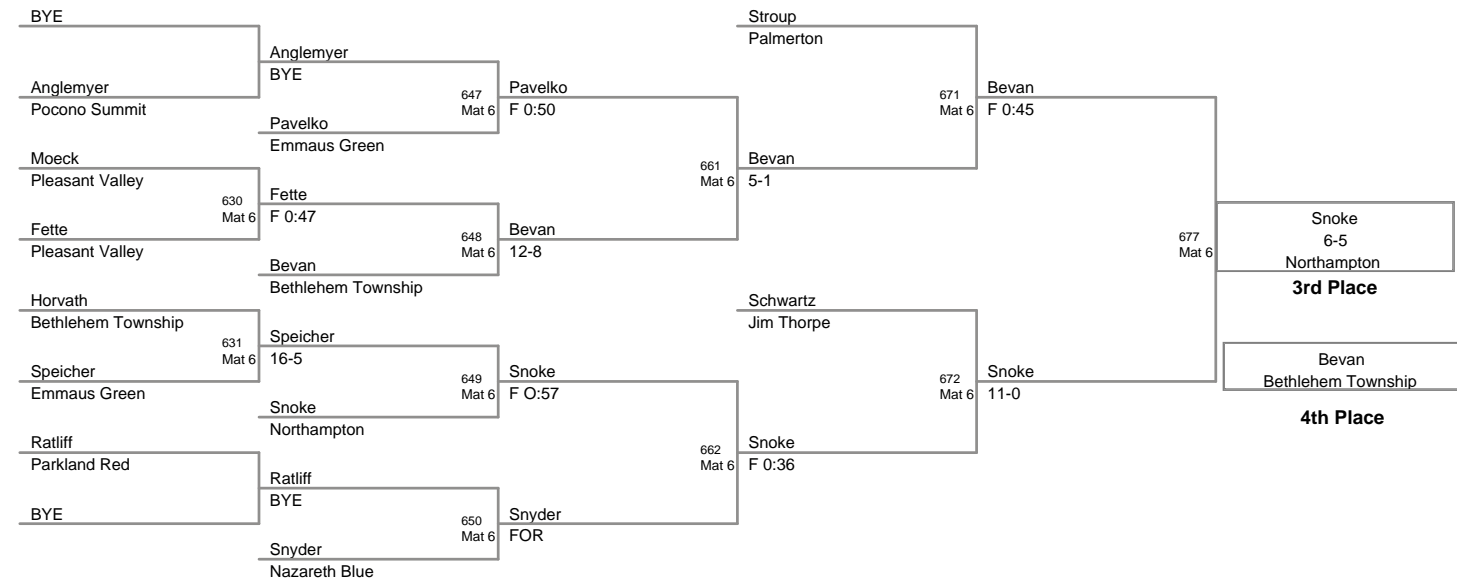 BYE
Anglemyer
Pocono Summit
Moeck
Pleasant Valley
Fette
Pleasant Valley
Horvath
Bethlehem Township
Speicher
Emmaus Green
Ratliff
Parkland Red
BYE
Anglemyer
BYE
Pavelko
Emmaus Green
630
Mat 6
Fette
F 0:47
Bevan
Bethlehem Township
631
Mat 6
Speicher
16-5
Snoke
Northampton
Ratliff
BYE
Snyder
Nazareth Blue
647
Mat 6
Pavelko
F 0:50
648
Mat 6
Bevan
12-8
649
Mat 6
Snoke
F O:57
650
Mat 6
Snyder
FOR
Stroup
Palmerton
661
Mat 6
Bevan
5-1
Schwartz
Jim Thorpe
662
Mat 6
Snoke
F 0:36
671
Mat 6
Bevan
F 0:45
672
Mat 6
Snoke
11-0
677
Mat 6
Snoke
6-5
Northampton
3rd Place
Bevan
Bethlehem Township
4th Place